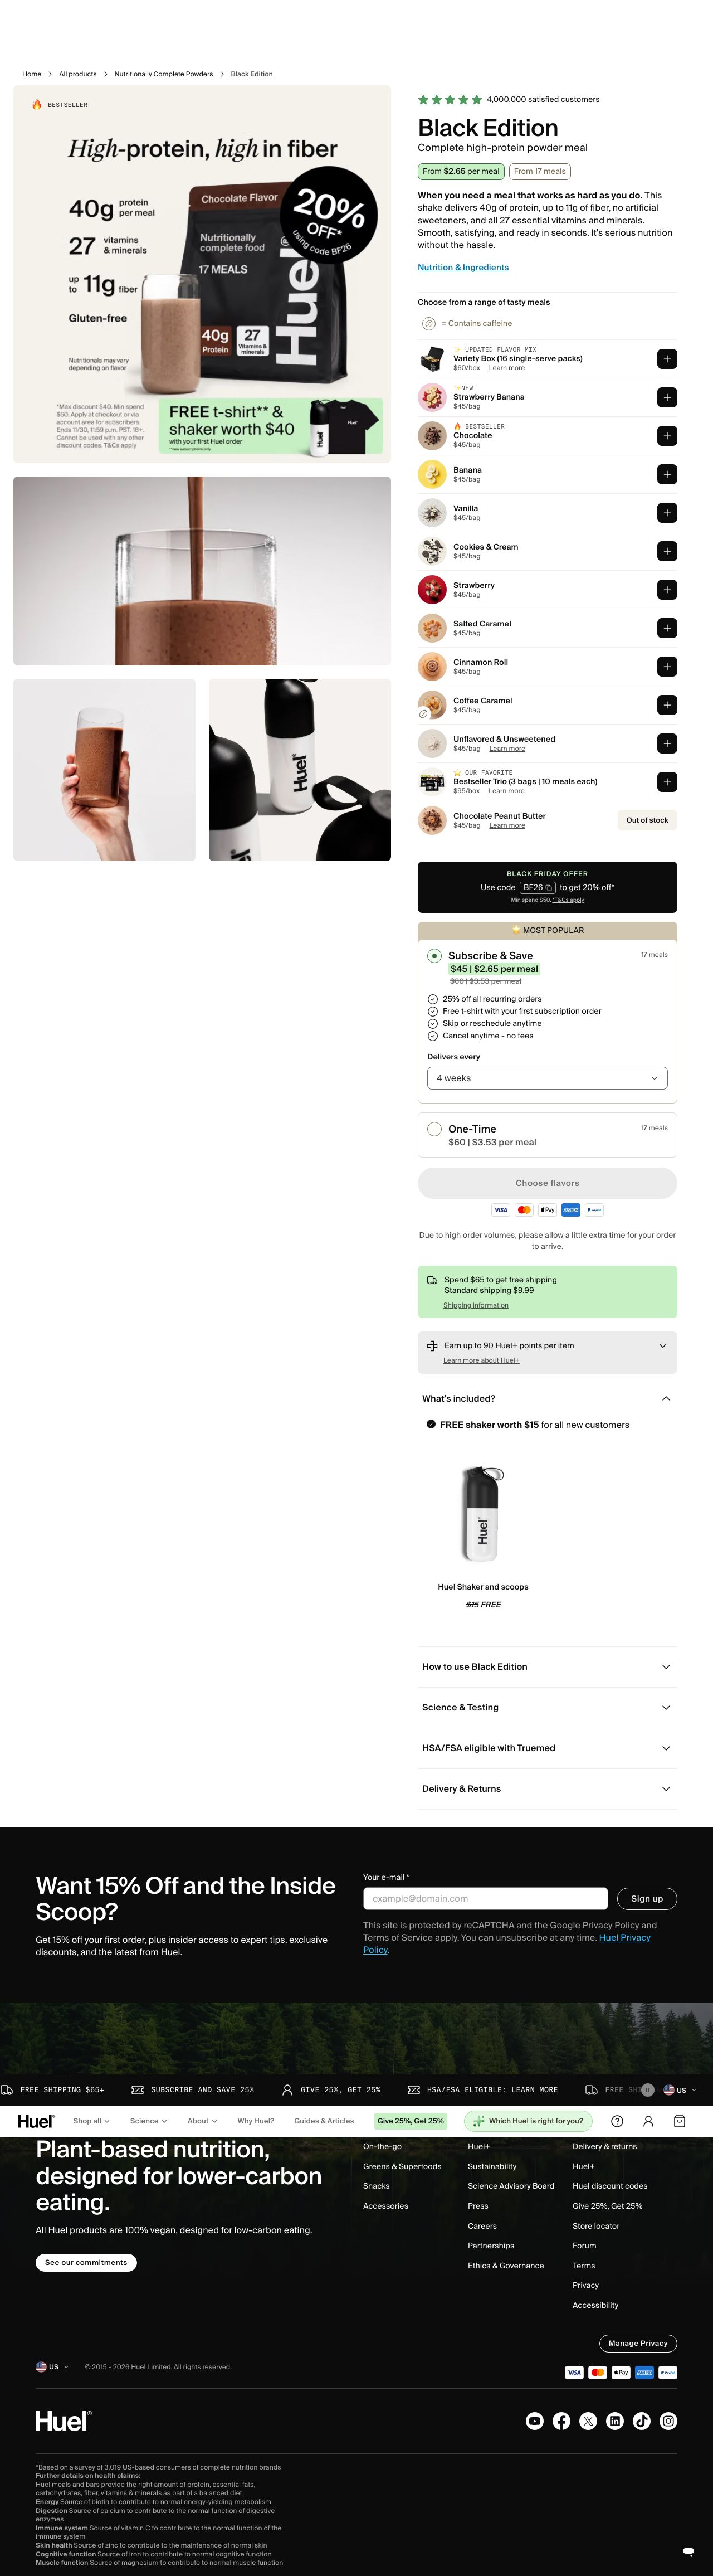 Home
All products
Nutritionally Complete Powders
Black Edition
BESTSELLER
High-protein, high in fiber
40g protein per meal
27 vitamins & minerals
up to 11g fiber
Gluten-free
Nutritionals may vary
depending on flavor
Chocolate Flavor
Nutritionally
complete food
17 MEALS
Huel
40g
Protein
27
Vitamins &
minerals
20%
OFF*
using code BF26
*Max discount $40. Min spend
$50. Apply at checkout or via
account area for subscribers.
Ends 11/30, 11:59 p.m. PST. 18+.
Cannot be used with any other
discount codes. T&Cs apply
FREE t-shirt** &
shaker worth $40
with your first Huel order
**new subscriptions only.
Huel
4,000,000 satisfied customers
Black Edition
Complete high-protein powder meal
From $2.65 per meal
From 17 meals
When you need a meal that works as hard as you do. This
shake delivers 40g of protein, up to 11g of fiber, no artificial
sweeteners, and all 27 essential vitamins and minerals.
Smooth, satisfying, and ready in seconds. It's serious nutrition
without the hassle.
Nutrition & Ingredients
Choose from a range of tasty meals
= Contains caffeine
✨ UPDATED FLAVOR MIX
Variety Box (16 single-serve packs)
$60/box Learn more
✨NEW
Strawberry Banana
$45/bag
🔥 BESTSELLER
Chocolate
$45/bag
Banana
$45/bag
Vanilla
$45/bag
Cookies & Cream
$45/bag
Strawberry
$45/bag
Salted Caramel
$45/bag
Cinnamon Roll
$45/bag
Coffee Caramel
$45/bag
Unflavored & Unsweetened
$45/bag Learn more
⭐ OUR FAVORITE
Bestseller Trio (3 bags | 10 meals each)
$95/box Learn more
Chocolate Peanut Butter
$45/bag Learn more
Out of stock
BLACK FRIDAY OFFER
Use code BF26 to get 20% off*
Min spend $50. *T&Cs apply
MOST POPULAR
Subscribe & Save
17 meals
$45 | $2.65 per meal
$60 | $3.53 per meal
25% off all recurring orders
Free t-shirt with your first subscription order
Skip or reschedule anytime
Cancel anytime - no fees
Delivers every
4 weeks
One-Time
17 meals
$60 | $3.53 per meal
Choose flavors
VISA
Pay
AMERICAN EXPRESS
PayPal
Due to high order volumes, please allow a little extra time for your order
to arrive.
Spend $65 to get free shipping
Standard shipping $9.99
Shipping information
Earn up to 90 Huel+ points per item
Learn more about Huel+
What's included?
FREE shaker worth $15 for all new customers
Huel
Huel Shaker and scoops
$15 FREE
How to use Black Edition
Science & Testing
HSA/FSA eligible with Truemed
Delivery & Returns
Want 15% Off and the Inside
Scoop?
Get 15% off your first order, plus insider access to expert tips, exclusive
discounts, and the latest from Huel.
Your e-mail *
example@domain.com
Sign up
This site is protected by reCAPTCHA and the Google Privacy Policy and
Terms of Service apply. You can unsubscribe at any time. Huel Privacy
Policy.
FREE SHIPPING $65+
SUBSCRIBE AND SAVE 25%
GIVE 25%, GET 25%
HSA/FSA ELIGIBLE: LEARN MORE
FREE SHI
US
Huel
Shop all
Science
About
Why Huel?
Guides & Articles
Give 25%, Get 25%
Which Huel is right for you?
Plant-based nutrition,
designed for lower-carbon
eating.
All Huel products are 100% vegan, designed for low-carbon eating.
See our commitments
On-the-go
Greens & Superfoods
Snacks
Accessories
Huel+
Sustainability
Science Advisory Board
Press
Careers
Partnerships
Ethics & Governance
Delivery & returns
Huel+
Huel discount codes
Give 25%, Get 25%
Store locator
Forum
Terms
Privacy
Accessibility
Manage Privacy
US
© 2015 - 2026 Huel Limited. All rights reserved.
VISA
Pay
AMERICAN EXPRESS
PayPal
Huel®
*Based on a survey of 3,019 US-based consumers of complete nutrition brands
Further details on health claims:
Huel meals and bars provide the right amount of protein, essential fats,
carbohydrates, fiber, vitamins & minerals as part of a balanced diet
Energy Source of biotin to contribute to normal energy-yielding metabolism
Digestion Source of calcium to contribute to the normal function of digestive
enzymes
Immune system Source of vitamin C to contribute to the normal function of the
immune system
Skin health Source of zinc to contribute to the maintenance of normal skin
Cognitive function Source of iron to contribute to normal cognitive function
Muscle function Source of magnesium to contribute to normal muscle function